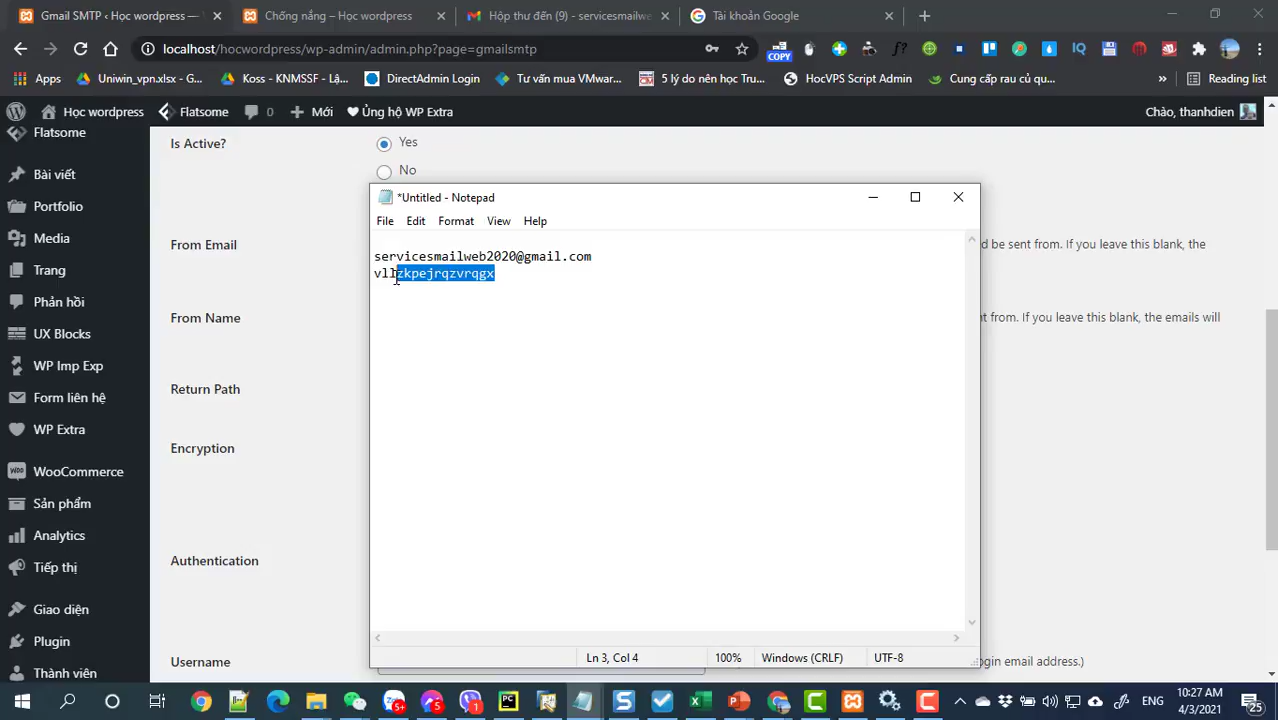 Gmail SMTP ‹ Học wordpress —
Chống nắng – Học wordpress
Hộp thư đến (9) - servicesmailwe
Tài khoản Google
localhost/hocwordpress/wp-admin/admin.php?page=gmailsmtp
COPY
Apps
Uniwin_vpn.xlsx - G...
Koss - KNMSSF - Lậ...
DirectAdmin Login
Tư vấn mua VMwar...
5 lý do nên học Tru...
HocVPS Script Admin
Cung cấp rau củ qu...
»
Reading list
Học wordpress
Flatsome
0
Mới
Ủng hộ WP Extra
Chào, thanhdien
Flatsome
Bài viết
Portfolio
Media
Trang
Phản hồi
UX Blocks
WP Imp Exp
Form liên hệ
WP Extra
WooCommerce
Sản phẩm
Analytics
Tiếp thị
Giao diện
Plugin
Thành viên
Is Active?
Yes
No
From Email
d be sent from. If you leave this blank, the
From Name
t from. If you leave this blank, the emails will
Return Path
Encryption
Authentication
Username
ogin email address.)
*Untitled - Notepad
File
Edit
Format
View
Help
servicesmailweb2020@gmail.com
vllzkpejrqzvrqgx
Ln 3, Col 4
100%
Windows (CRLF)
UTF-8
ENG
10:27 AM
4/3/2021
25